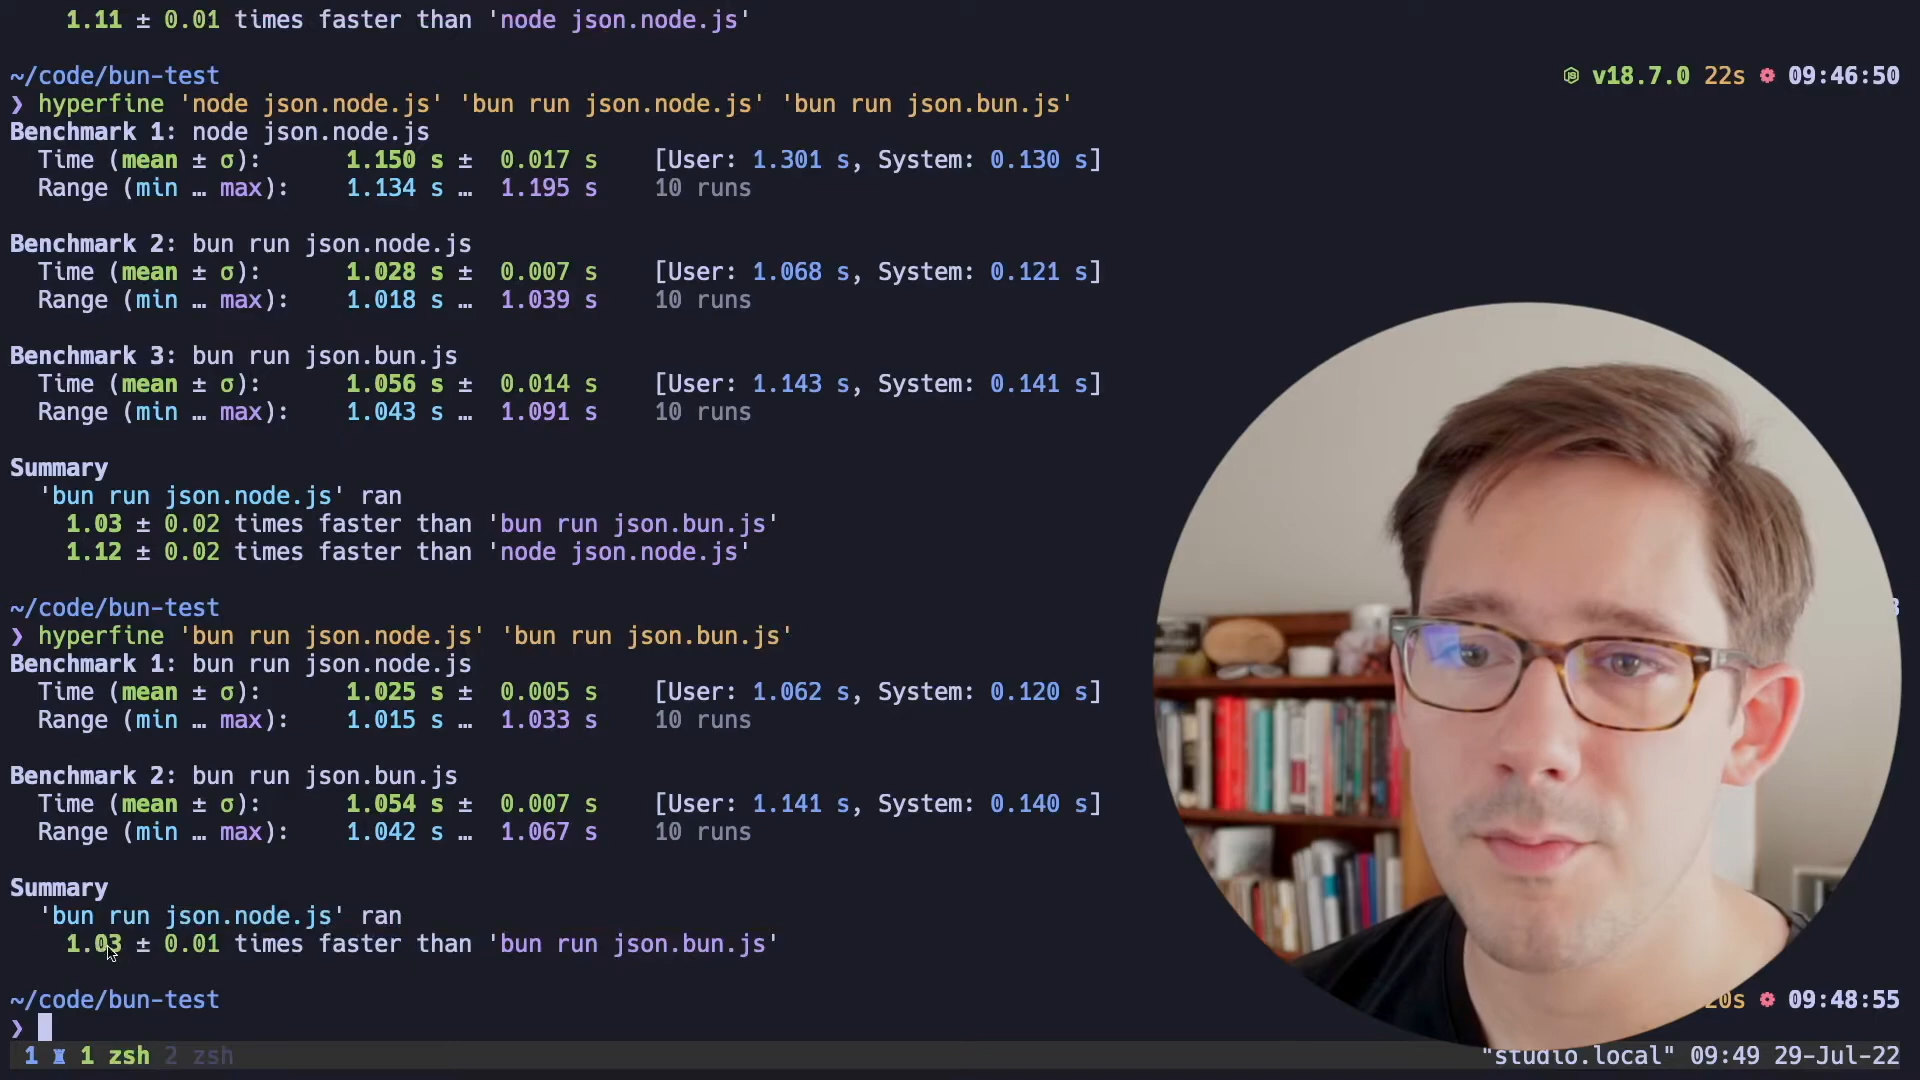 1.11 ± 0.01 times faster than 'node json.node.js'
~/code/bun-test v18.7.0 22s 09:46:50
❯ hyperfine 'node json.node.js' 'bun run json.node.js' 'bun run json.bun.js'
Benchmark 1: node json.node.js
Time (mean ± σ): 1.150 s ± 0.017 s [User: 1.301 s, System: 0.130 s]
Range (min … max): 1.134 s … 1.195 s 10 runs
Benchmark 2: bun run json.node.js
Time (mean ± σ): 1.028 s ± 0.007 s [User: 1.068 s, System: 0.121 s]
Range (min … max): 1.018 s … 1.039 s 10 runs
Benchmark 3: bun run json.bun.js
Time (mean ± σ): 1.056 s ± 0.014 s [User: 1.143 s, System: 0.141 s]
Range (min … max): 1.043 s … 1.091 s 10 runs
Summary
'bun run json.node.js' ran
1.03 ± 0.02 times faster than 'bun run json.bun.js'
1.12 ± 0.02 times faster than 'node json.node.js'
~/code/bun-test
❯ hyperfine 'bun run json.node.js' 'bun run json.bun.js'
Benchmark 1: bun run json.node.js
Time (mean ± σ): 1.025 s ± 0.005 s [User: 1.062 s, System: 0.120 s]
Range (min … max): 1.015 s … 1.033 s 10 runs
Benchmark 2: bun run json.bun.js
Time (mean ± σ): 1.054 s ± 0.007 s [User: 1.141 s, System: 0.140 s]
Range (min … max): 1.042 s … 1.067 s 10 runs
Summary
'bun run json.node.js' ran
1.03 ± 0.01 times faster than 'bun run json.bun.js'
~/code/bun-test 20s 09:48:55
❯
1 1 zsh 2 zsh "studio.local" 09:49 29-Jul-22